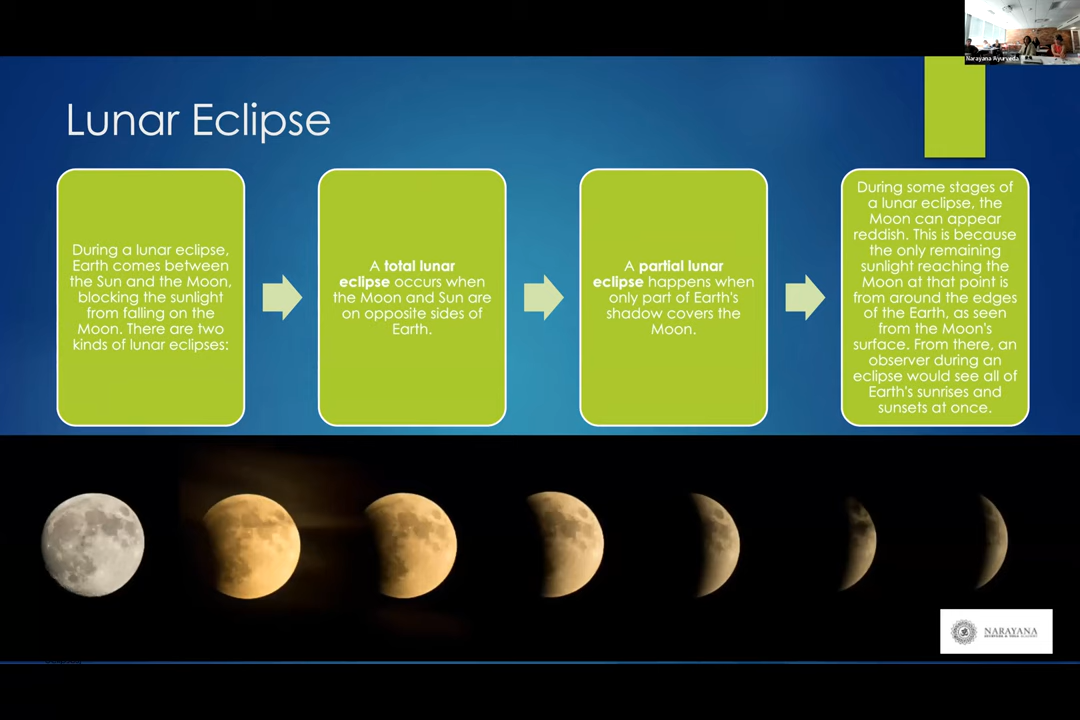 Narayana Ayurveda
Lunar Eclipse
During a lunar eclipse,
Earth comes between
the Sun and the Moon,
blocking the sunlight
from falling on the
Moon. There are two
kinds of lunar eclipses:
A total lunar
eclipse occurs when
the Moon and Sun are
on opposite sides of
Earth.
A partial lunar
eclipse happens when
only part of Earth's
shadow covers the
Moon.
During some stages of
a lunar eclipse, the
Moon can appear
reddish. This is because
the only remaining
sunlight reaching the
Moon at that point is
from around the edges
of the Earth, as seen
from the Moon's
surface. From there, an
observer during an
eclipse would see all of
Earth's sunrises and
sunsets at once.
NARAYANA
AYURVEDA & YOGA ACADEMY